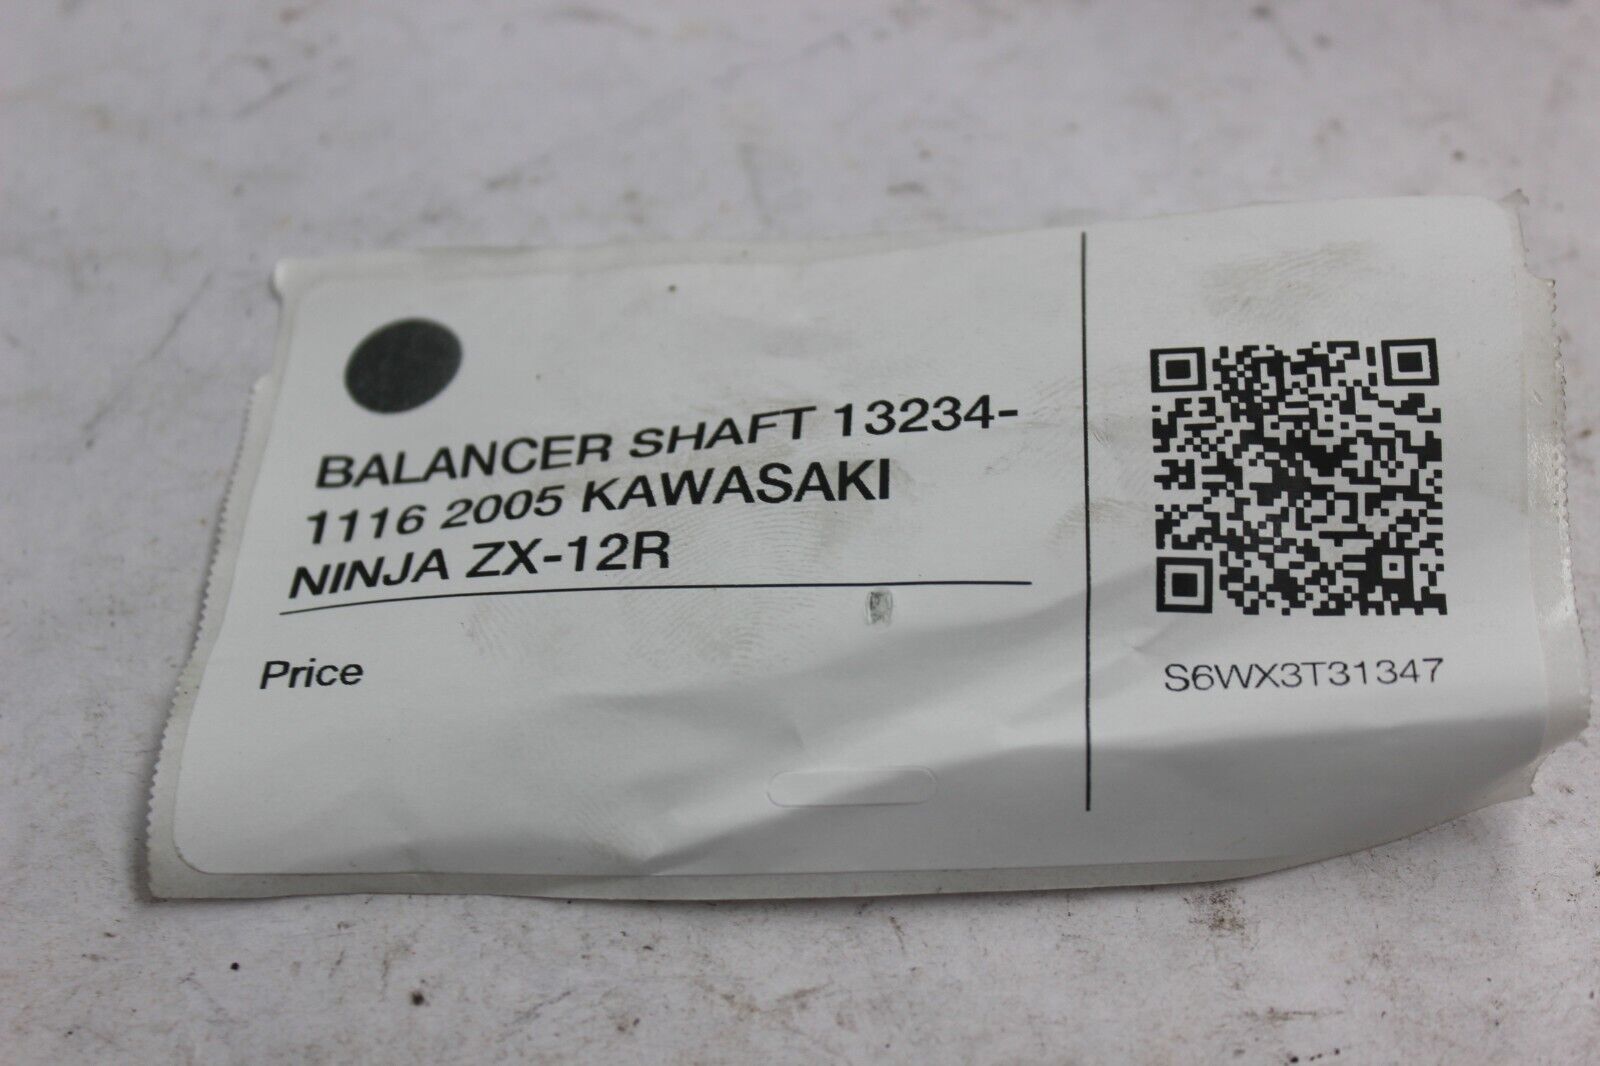 BALANCER SHAFT 13234-
1116 2005 KAWASAKI
NINJA ZX-12R
Price
S6WX3T31347